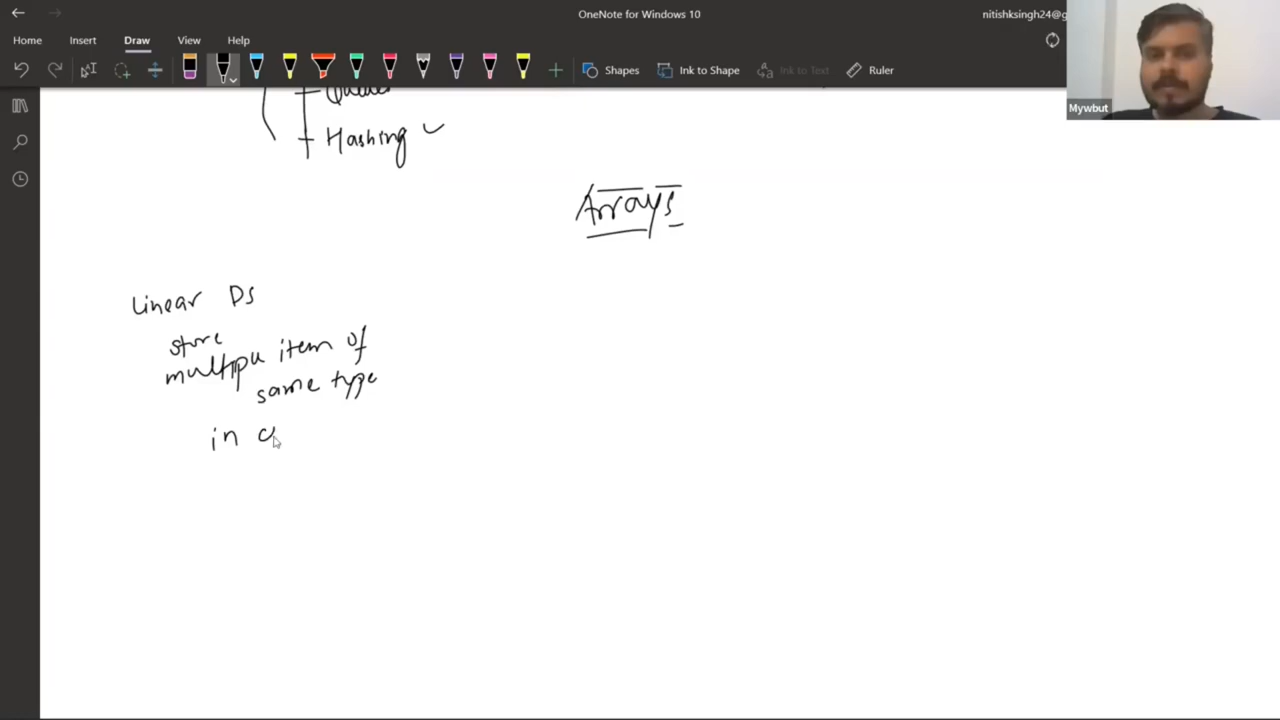 OneNote for Windows 10
nitishksingh24@g
Home Insert Draw View Help
Shapes Ink to Shape Ink to Text Ruler
Mywbut
Hashing
Arrays
Linear DS
store
multiple item of
same type
in c